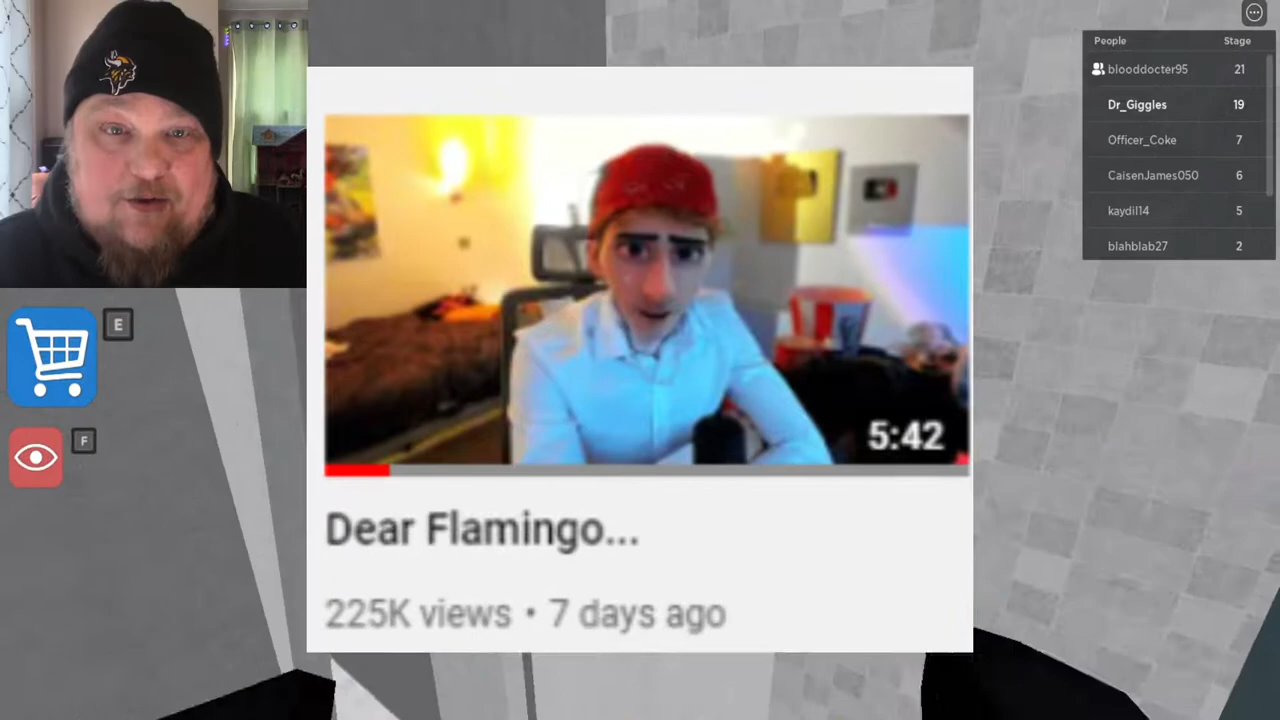 People Stage
blooddocter95 21
Dr_Giggles 19
Officer_Coke 7
CaisenJames050 6
kaydil14 5
blahblab27 2
E
F
5:42
Dear Flamingo...
225K views • 7 days ago